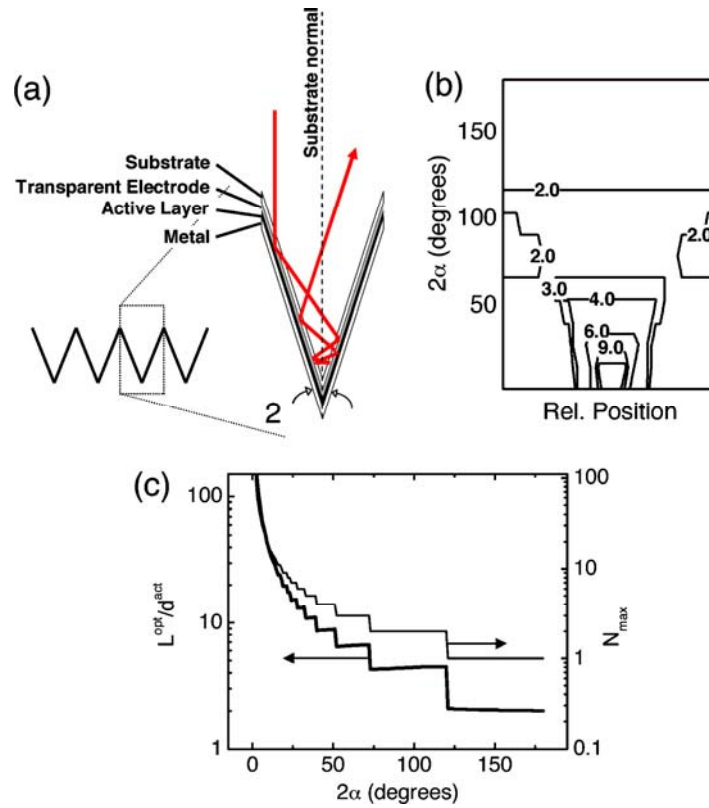 (a)
Substrate normal
Substrate
Transparent Electrode
Active Layer
Metal
2
(b)
2α (degrees)
150
100
50
2.0
2.0
2.0
3.0
4.0
6.0
9.0
Rel. Position
(c)
L^opt/d^act
100
10
1
N_max
100
10
1
0.1
0
50
100
150
2α (degrees)